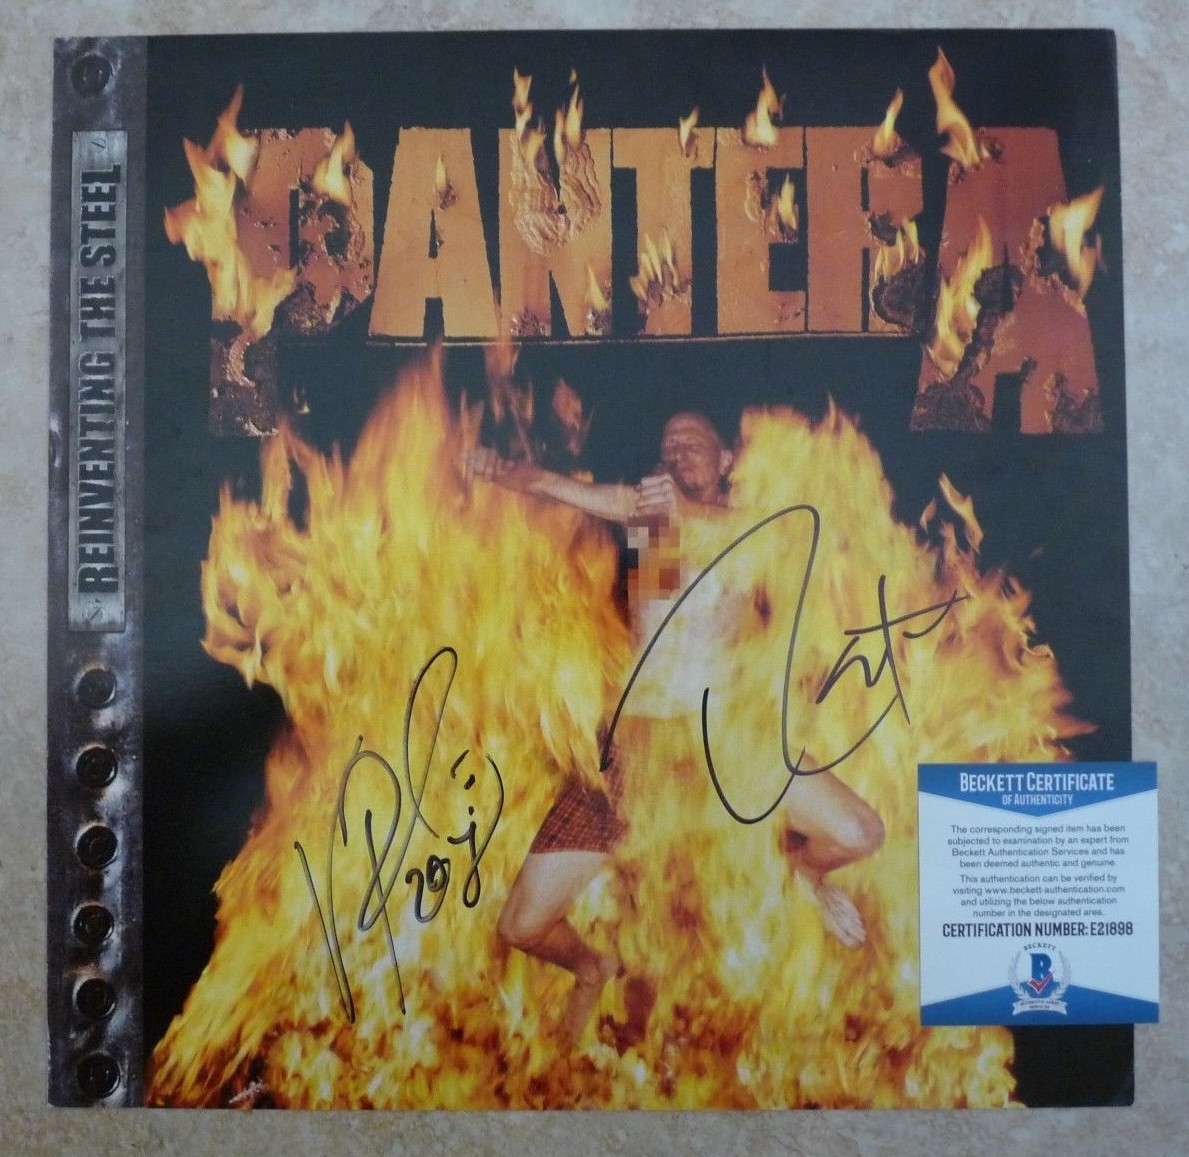 PANTERA
REINVENTING THE STEEL
BECKETT CERTIFICATE
OF AUTHENTICITY
The corresponding signed item has been
subjected to examination by an expert from
Beckett Authentication Services and has
been deemed authentic and genuine.
This authentication can be verified by
visiting www.beckett-authentication.com
and utilizing the below authentication
number in the designated area.
CERTIFICATION NUMBER:E21898
BECKETT
B